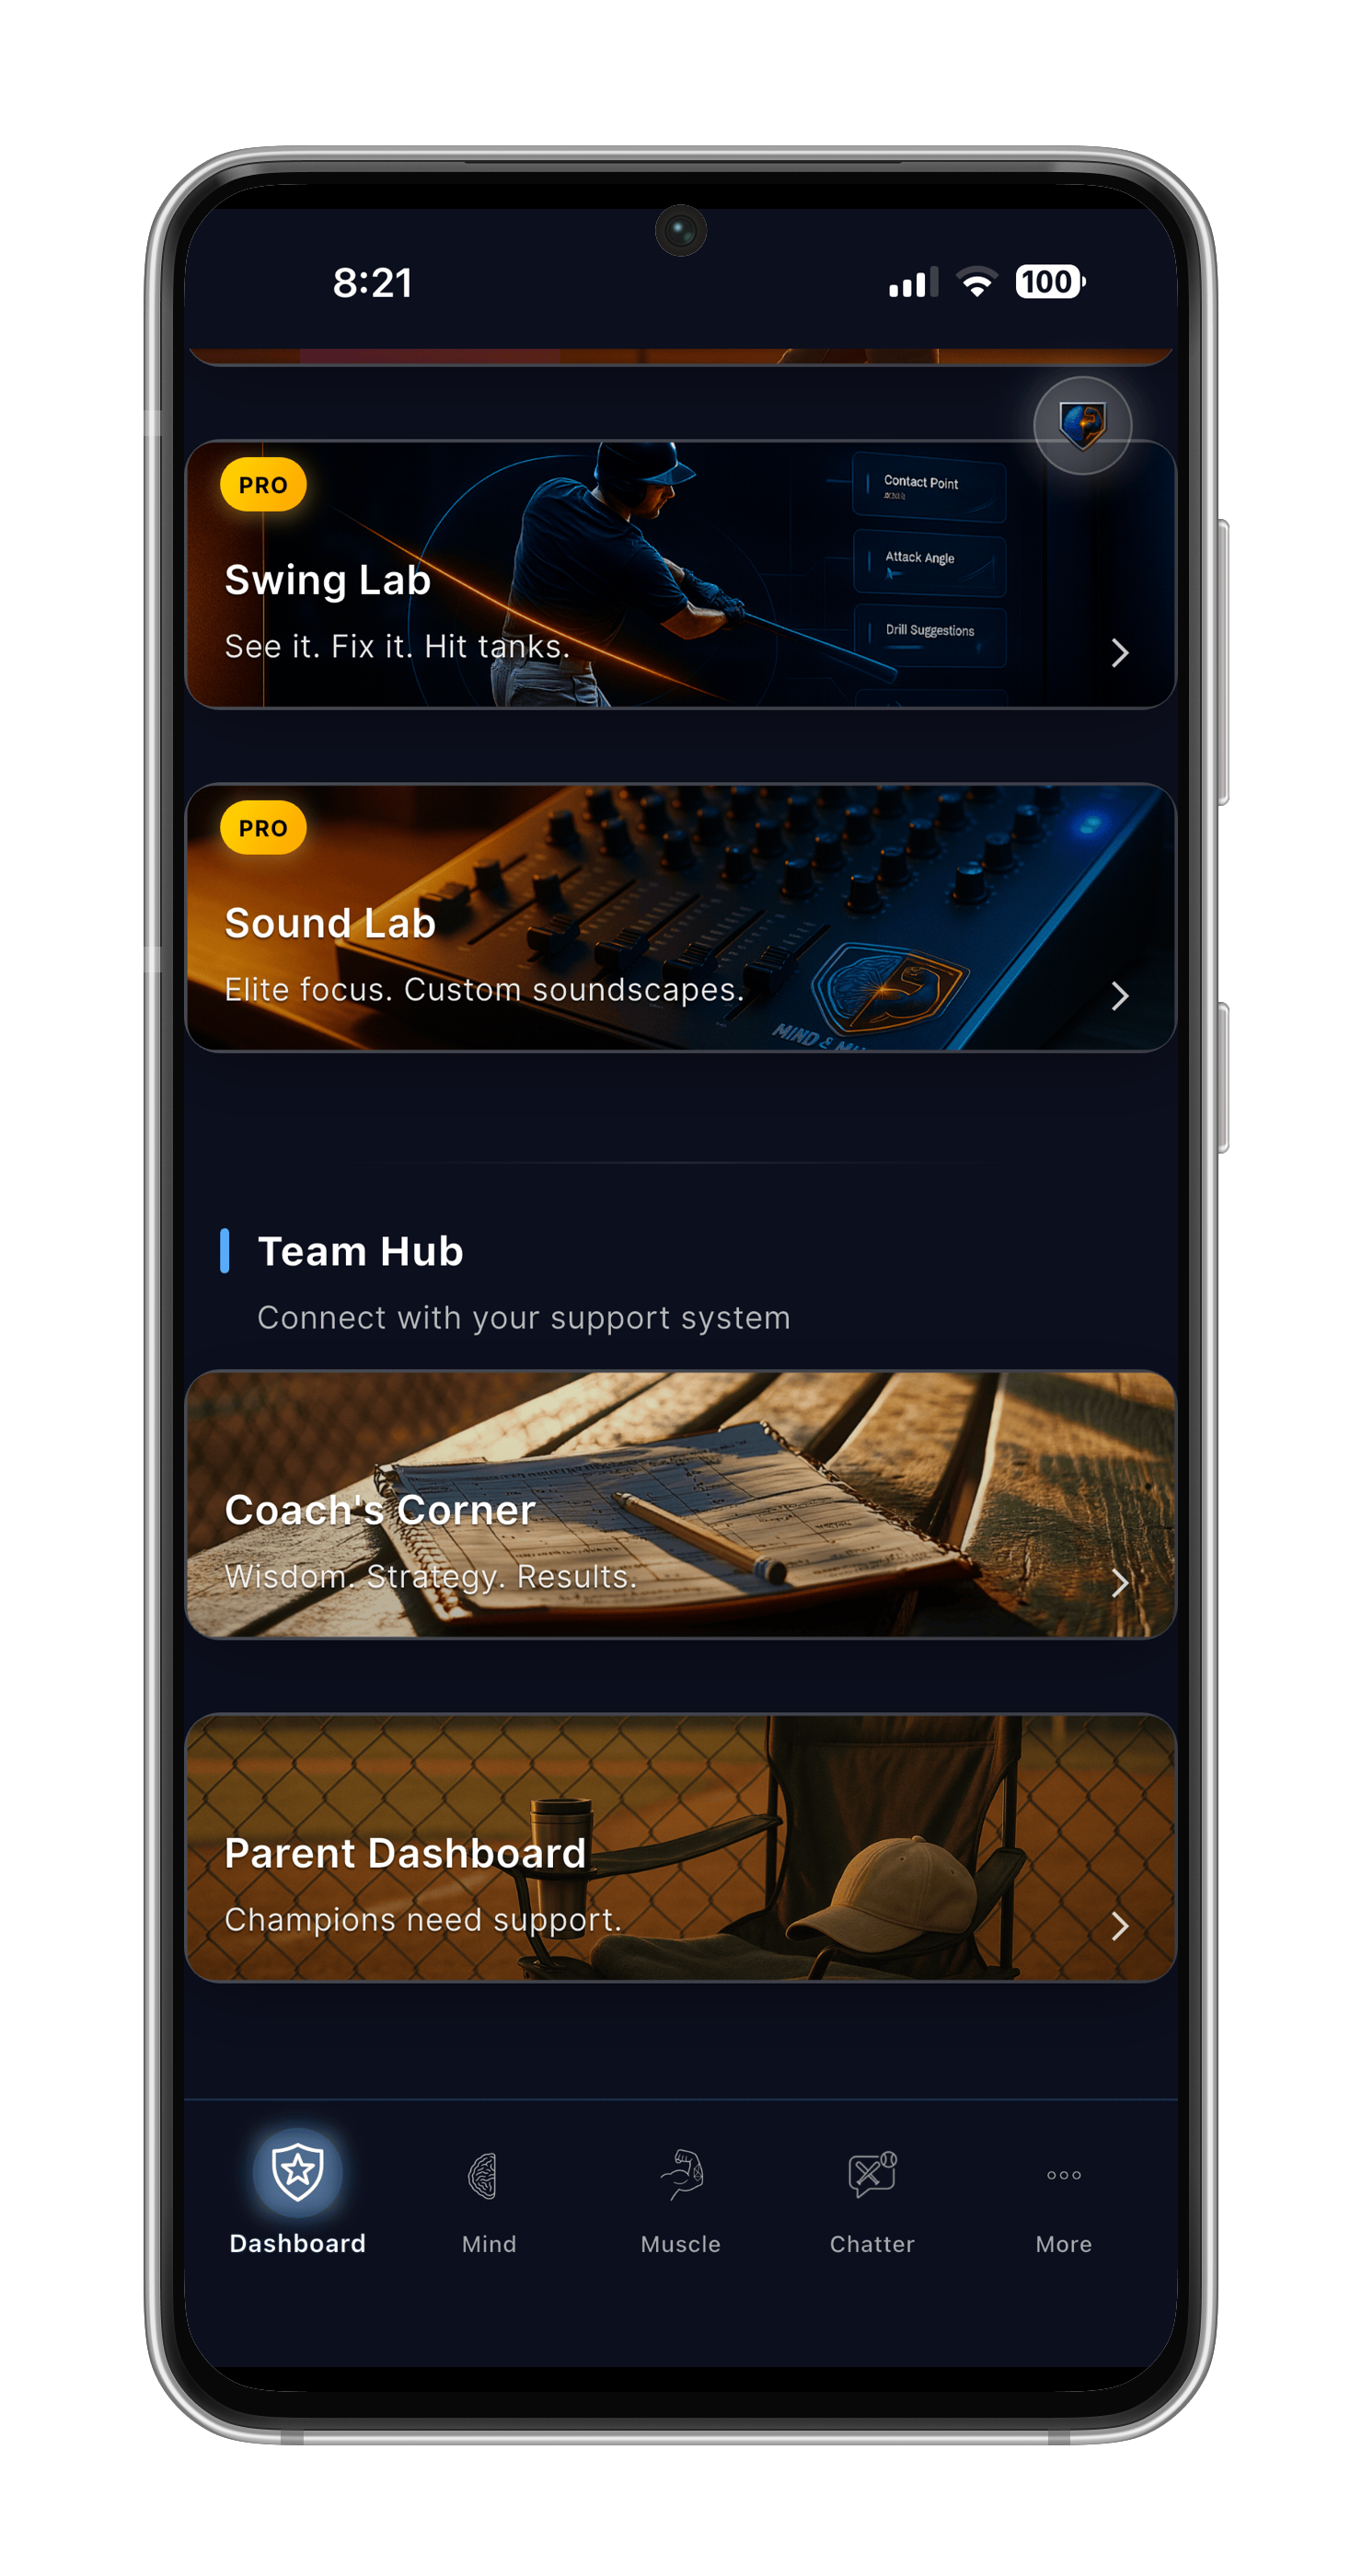 8:21
100
PRO
Contact Point
Attack Angle
Swing Lab
Drill Suggestions
See it. Fix it. Hit tanks.
PRO
Sound Lab
Elite focus. Custom soundscapes.
MIND &
Team Hub
Connect with your support system
Coach's Corner
Wisdom. Strategy. Results.
Parent Dashboard
Champions need support.
Dashboard
Mind
Muscle
Chatter
More